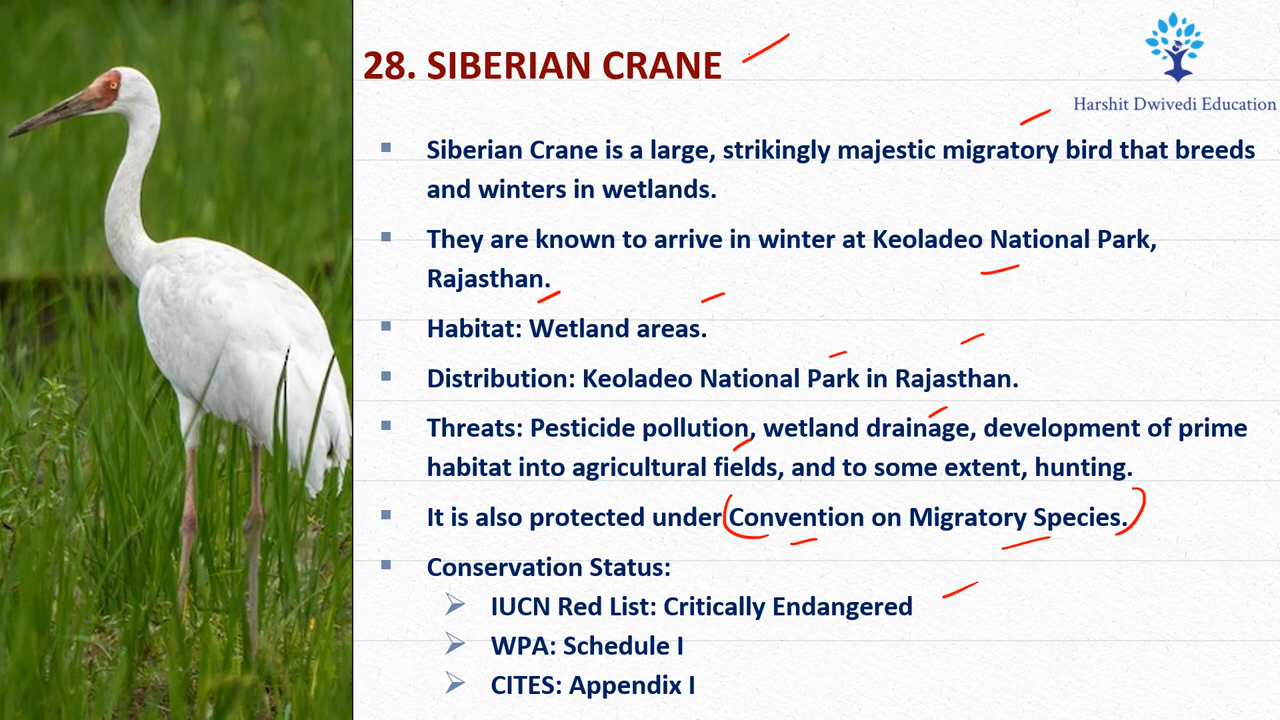 28. SIBERIAN CRANE
Harshit Dwivedi Education
▪ Siberian Crane is a large, strikingly majestic migratory bird that breeds
and winters in wetlands.
▪ They are known to arrive in winter at Keoladeo National Park,
Rajasthan.
▪ Habitat: Wetland areas.
▪ Distribution: Keoladeo National Park in Rajasthan.
▪ Threats: Pesticide pollution, wetland drainage, development of prime
habitat into agricultural fields, and to some extent, hunting.
▪ It is also protected under Convention on Migratory Species.
▪ Conservation Status:
➢ IUCN Red List: Critically Endangered
➢ WPA: Schedule I
➢ CITES: Appendix I